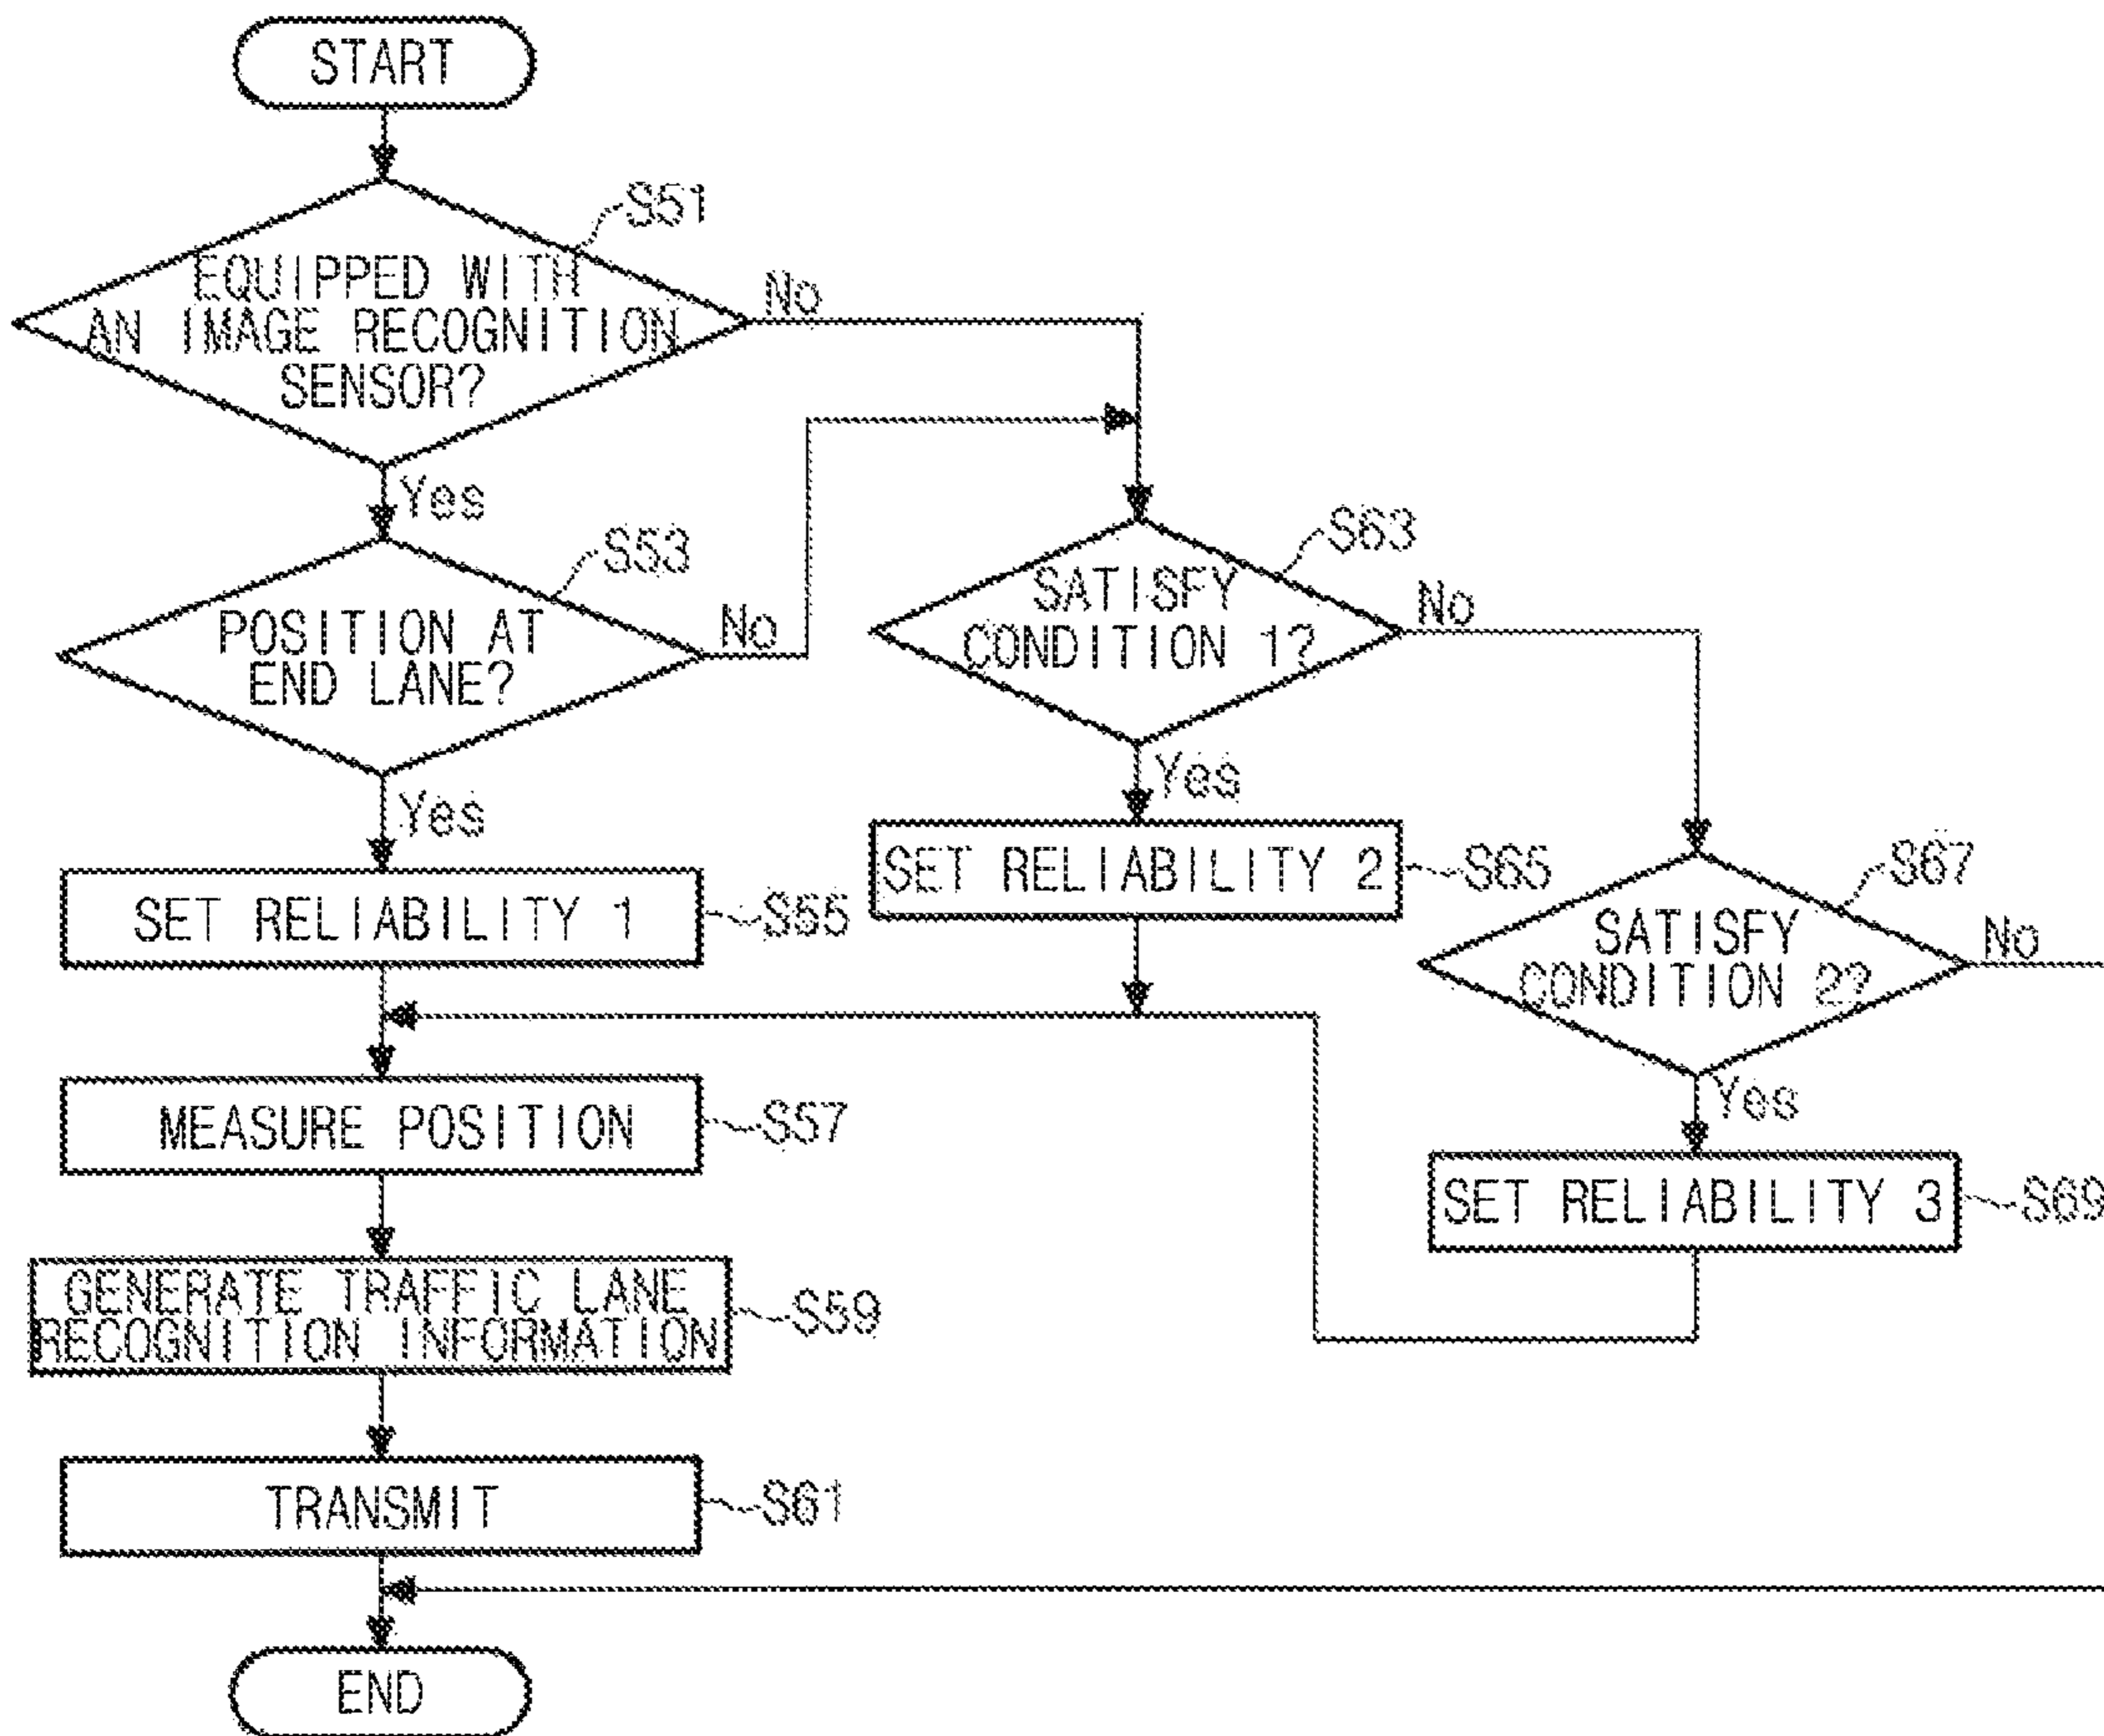 START
S51
EQUIPPED WITH
AN IMAGE RECOGNITION
SENSOR?
No
Yes
S53
POSITION AT
END LANE?
No
Yes
S63
SATISFY
CONDITION 1?
No
Yes
SET RELIABILITY 1
S55
SET RELIABILITY 2
S65
S67
SATISFY
CONDITION 2?
No
Yes
MEASURE POSITION
S57
SET RELIABILITY 3
S69
GENERATE TRAFFIC LANE
RECOGNITION INFORMATION
S59
TRANSMIT
S61
END